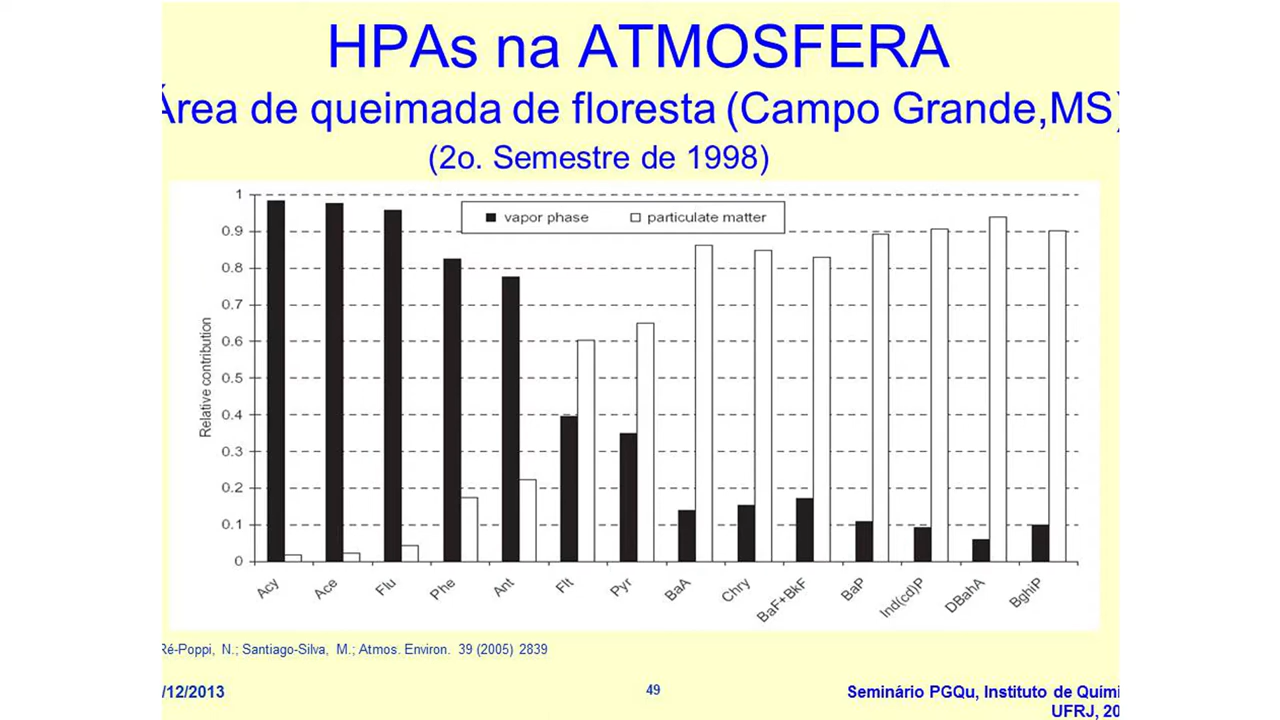 HPAs na ATMOSFERA
Área de queimada de floresta (Campo Grande,MS)
(2o. Semestre de 1998)
vapor phase
particulate matter
Relative contribution
1
0.9
0.8
0.7
0.6
0.5
0.4
0.3
0.2
0.1
0
Acy
Ace
Flu
Phe
Ant
Flt
Pyr
BaA
Chry
BaF+BkF
BaP
Ind(cd)P
DBahA
BghiP
Ré-Poppi, N.; Santiago-Silva, M.; Atmos. Environ. 39 (2005) 2839
/12/2013
49
Seminário PGQu, Instituto de Quími
UFRJ, 20